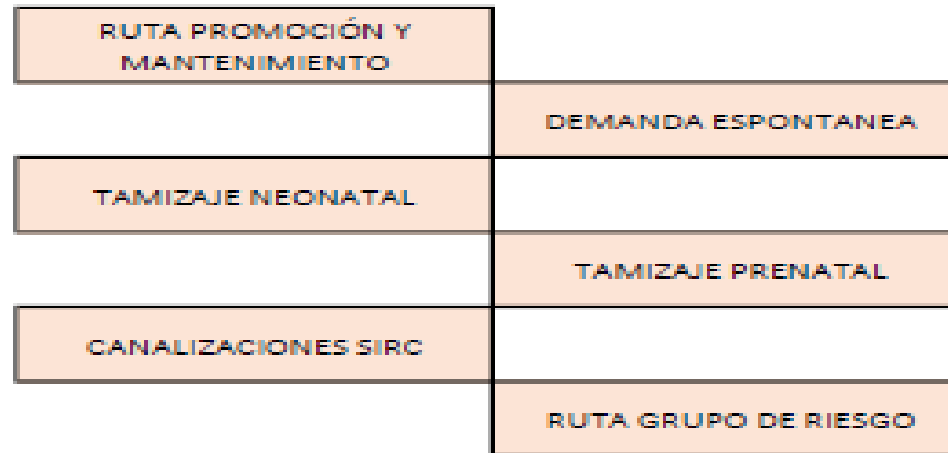 RUTA PROMOCIÓN Y
MANTENIMIENTO
DEMANDA ESPONTANEA
TAMIZAJE NEONATAL
TAMIZAJE PRENATAL
CANALIZACIONES SIRC
RUTA GRUPO DE RIESGO